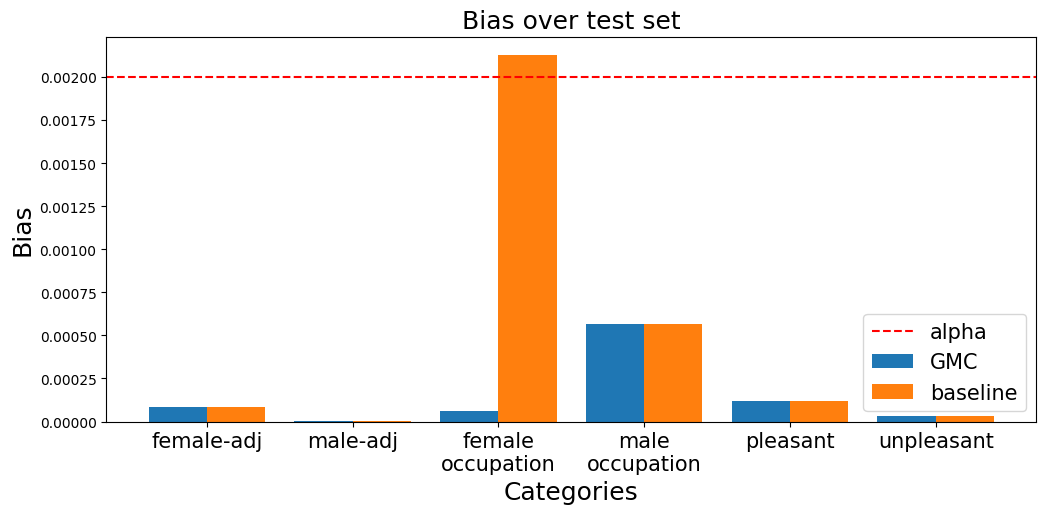 Bias over test set
Bias
0.00200
0.00175
0.00150
0.00125
0.00100
0.00075
0.00050
0.00025
0.00000
alpha
GMC
baseline
female-adj
male-adj
female
occupation
male
occupation
pleasant
unpleasant
Categories